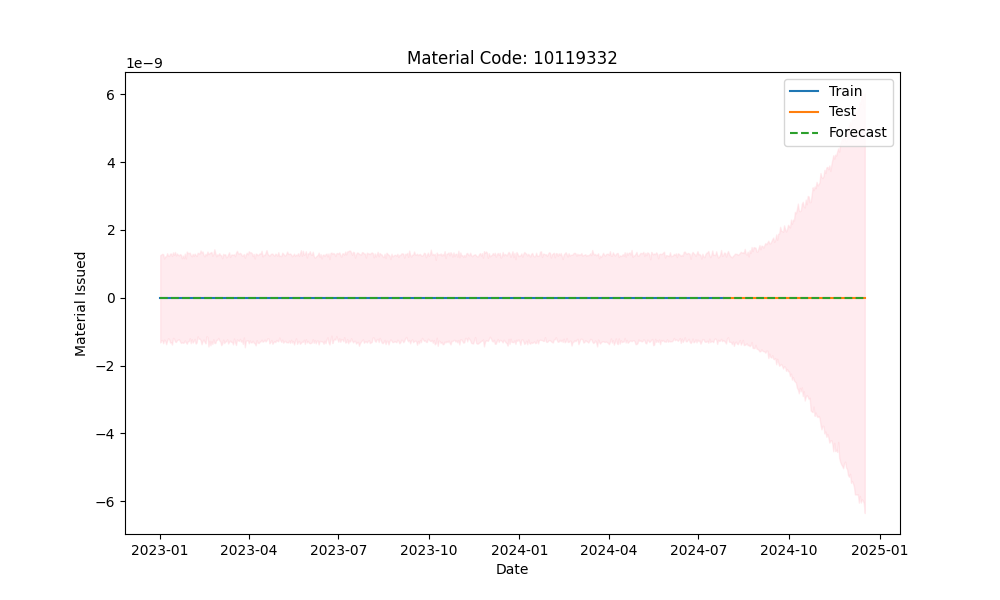 Material Code: 10119332
1e−9
Train
Test
Forecast
6
4
2
0
−2
−4
−6
Material Issued
2023-01 2023-04 2023-07 2023-10 2024-01 2024-04 2024-07 2024-10 2025-01
Date